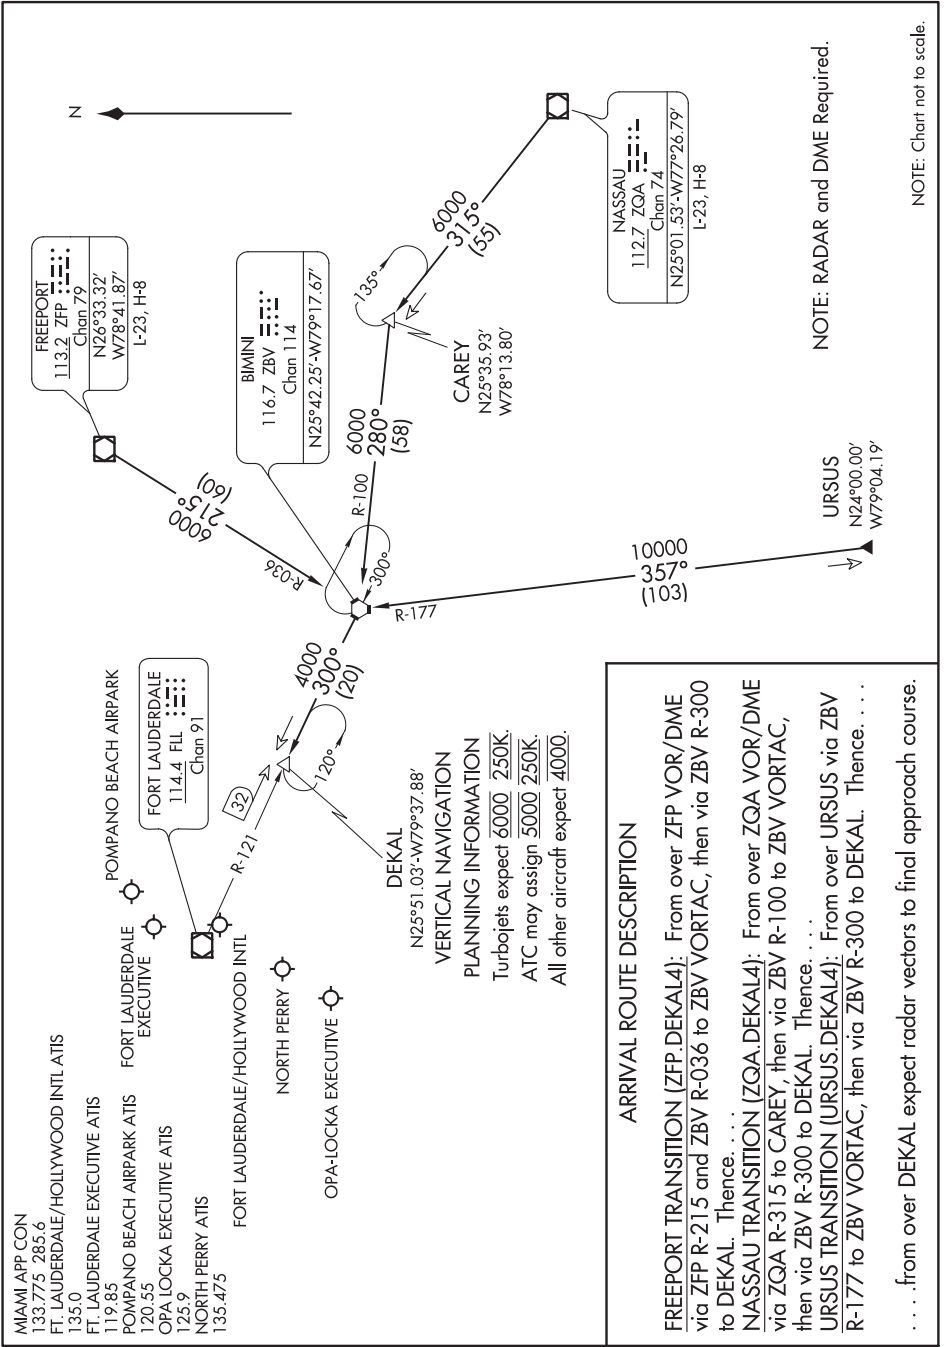 MIAMI APP CON
133.775 285.6
FT. LAUDERDALE/HOLLYWOOD INTL ATIS
135.0
FT. LAUDERDALE EXECUTIVE ATIS
119.85
POMPANO BEACH AIRPARK ATIS
120.55
OPA LOCKA EXECUTIVE ATIS
125.9
NORTH PERRY ATIS
135.475
FORT LAUDERDALE
EXECUTIVE
POMPANO BEACH AIRPARK
FORT LAUDERDALE
114.4 FLL
Chan 91
FORT LAUDERDALE/HOLLYWOOD INTL
NORTH PERRY
OPA-LOCKA EXECUTIVE
R-121
32
120°
DEKAL
N25°51.03'-W79°37.88'
4000
300°
(20)
VERTICAL NAVIGATION
PLANNING INFORMATION
Turbojets expect 6000 250K.
ATC may assign 5000 250K.
All other aircraft expect 4000.
FREEPORT
113.2 ZFP
Chan 79
N26°33.32'
W78°41.87'
L-23, H-8
6000
215°
(60)
R-036
N
BIMINI
116.7 ZBV
Chan 114
N25°42.25'-W79°17.67'
300°
R-100
6000
280°
(58)
R-177
135°
CAREY
N25°35.93'
W78°13.80'
6000
315°
(55)
NASSAU
112.7 ZQA
Chan 74
N25°01.53'-W77°26.79'
L-23, H-8
10000
357°
(103)
URSUS
N24°00.00'
W79°04.19'
NOTE: RADAR and DME Required.
NOTE: Chart not to scale.
ARRIVAL ROUTE DESCRIPTION
FREEPORT TRANSITION (ZFP.DEKAL4): From over ZFP VOR/DME
via ZFP R-215 and ZBV R-036 to ZBV VORTAC, then via ZBV R-300
to DEKAL. Thence. . . .
NASSAU TRANSITION (ZQA.DEKAL4): From over ZQA VOR/DME
via ZQA R-315 to CAREY, then via ZBV R-100 to ZBV VORTAC,
then via ZBV R-300 to DEKAL. Thence. . . .
URSUS TRANSITION (URSUS.DEKAL4): From over URSUS via ZBV
R-177 to ZBV VORTAC, then via ZBV R-300 to DEKAL. Thence. . . .
. . . .from over DEKAL expect radar vectors to final approach course.